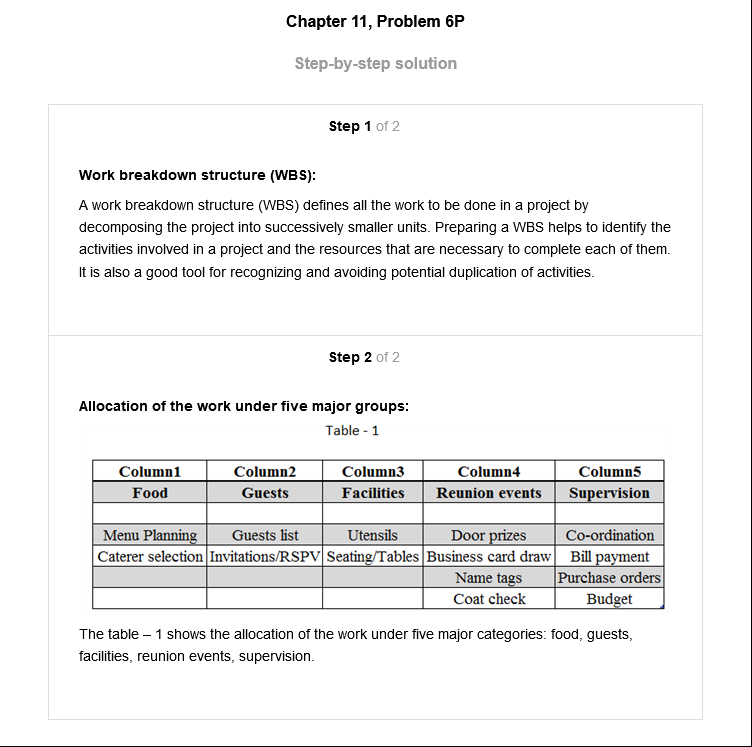 Chapter 11, Problem 6P
Step-by-step solution
Step 1 of 2
Work breakdown structure (WBS):
A work breakdown structure (WBS) defines all the work to be done in a project by
decomposing the project into successively smaller units. Preparing a WBS helps to identify the
activities involved in a project and the resources that are necessary to complete each of them.
It is also a good tool for recognizing and avoiding potential duplication of activities.
Step 2 of 2
Allocation of the work under five major groups:
Table - 1
Column1 Column2 Column3 Column4 Column5
Food Guests Facilities Reunion events Supervision
Menu Planning Guests list Utensils Door prizes Co-ordination
Caterer selection Invitations/RSPV Seating/Tables Business card draw Bill payment
Name tags Purchase orders
Coat check Budget
The table – 1 shows the allocation of the work under five major categories: food, guests,
facilities, reunion events, supervision.